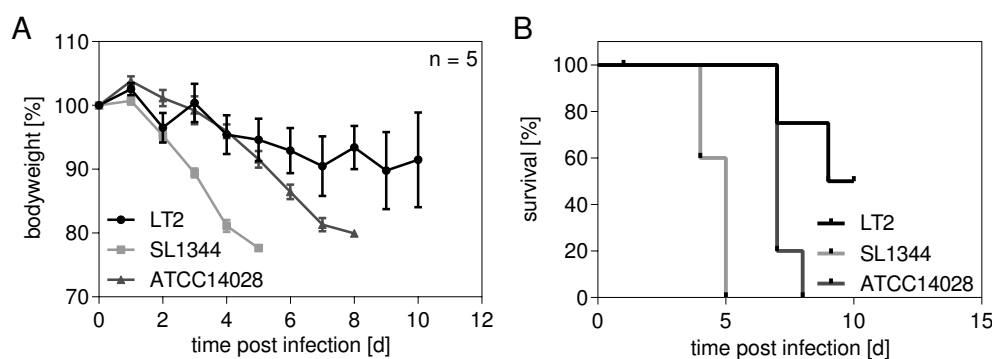 A
110
100
90
80
70
bodyweight [%]
n = 5
LT2
SL1344
ATCC14028
0 2 4 6 8 10 12
time post infection [d]
B
100
80
60
40
20
0
survival [%]
LT2
SL1344
ATCC14028
0 5 10 15
time post infection [d]